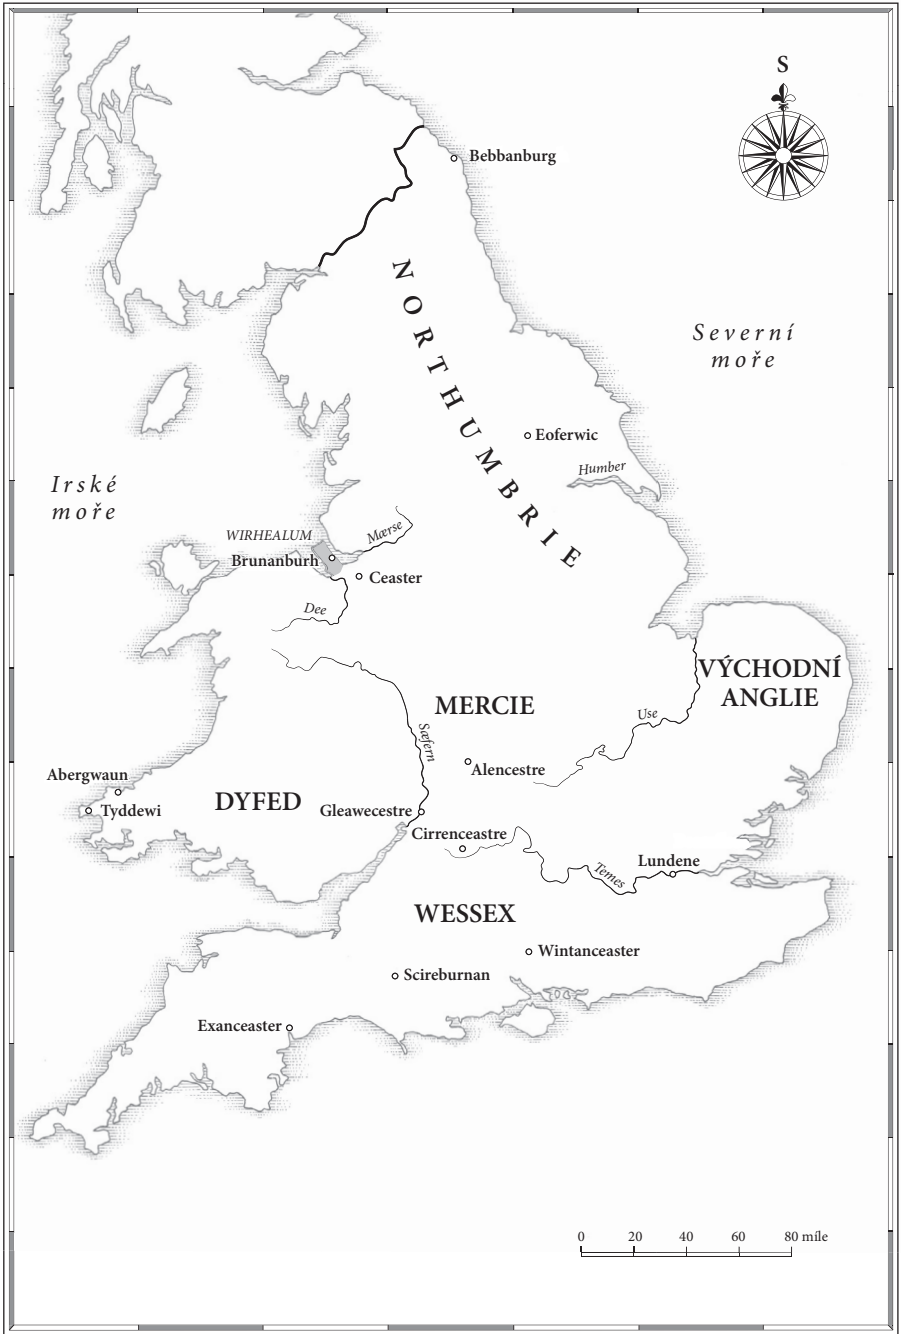 S
Bebbanburg
NORTHUMBRIE
Severní
moře
Eoferwic
Humber
Irské
moře
WIRHEALUM
Mærse
Brunanburh
Ceaster
Dee
VÝCHODNÍ
ANGLIE
MERCIE
Use
Sæfern
Alencestre
Abergwaun
Tyddewi
DYFED
Gleawecestre
Cirrenceastre
Lundene
Temes
WESSEX
Wintanceaster
Scireburnan
Exanceaster
0 20 40 60 80 míle